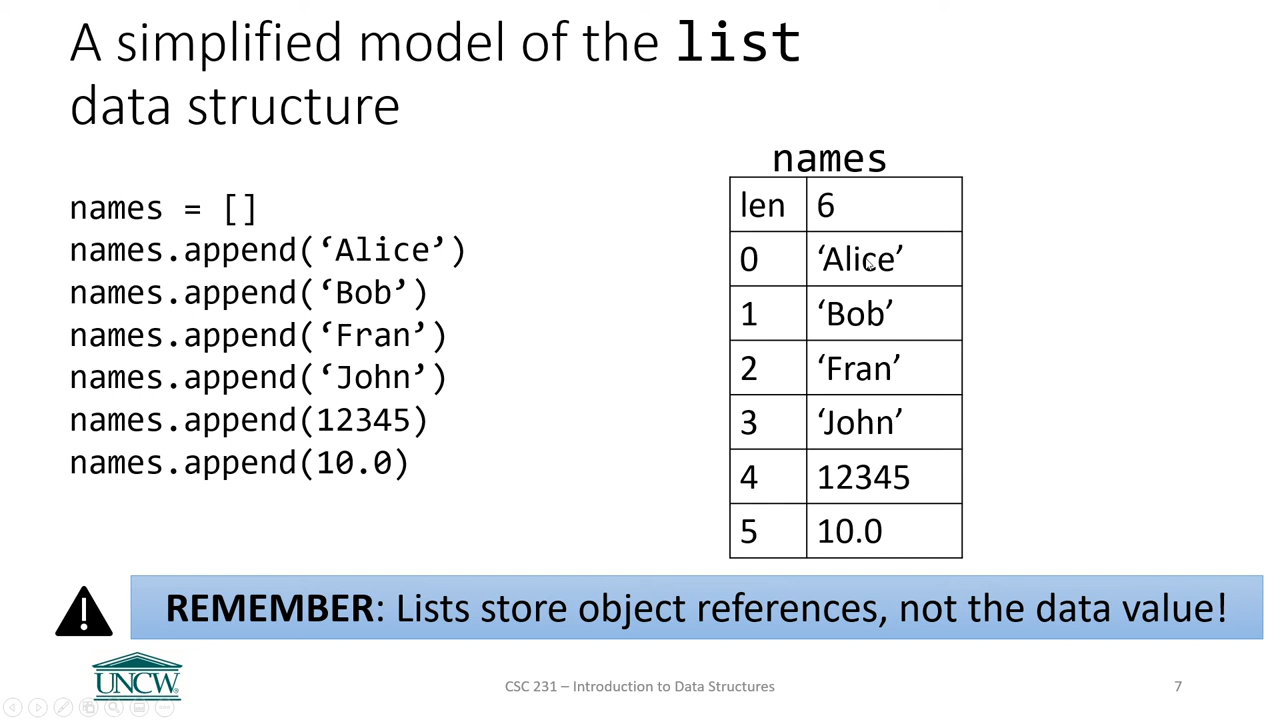 A simplified model of the list
data structure
names = []
names.append(‘Alice’)
names.append(‘Bob’)
names.append(‘Fran’)
names.append(‘John’)
names.append(12345)
names.append(10.0)
names
len 6
0 ‘Alice’
1 ‘Bob’
2 ‘Fran’
3 ‘John’
4 12345
5 10.0
REMEMBER: Lists store object references, not the data value!
UNCW
CSC 231 – Introduction to Data Structures
7